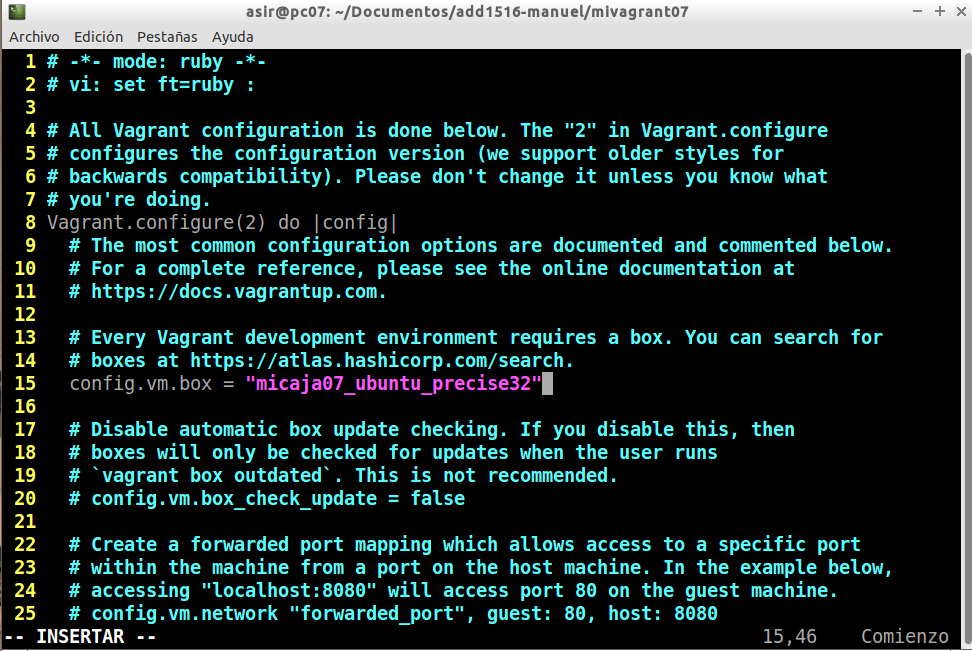 asir@pc07: ~/Documentos/add1516-manuel/mivagrant07
Archivo Edición Pestañas Ayuda
1 # -*- mode: ruby -*-
2 # vi: set ft=ruby :
3
4 # All Vagrant configuration is done below. The "2" in Vagrant.configure
5 # configures the configuration version (we support older styles for
6 # backwards compatibility). Please don't change it unless you know what
7 # you're doing.
8 Vagrant.configure(2) do |config|
9   # The most common configuration options are documented and commented below.
10   # For a complete reference, please see the online documentation at
11   # https://docs.vagrantup.com.
12
13   # Every Vagrant development environment requires a box. You can search for
14   # boxes at https://atlas.hashicorp.com/search.
15   config.vm.box = "micaja07_ubuntu_precise32"
16
17   # Disable automatic box update checking. If you disable this, then
18   # boxes will only be checked for updates when the user runs
19   # `vagrant box outdated`. This is not recommended.
20   # config.vm.box_check_update = false
21
22   # Create a forwarded port mapping which allows access to a specific port
23   # within the machine from a port on the host machine. In the example below,
24   # accessing "localhost:8080" will access port 80 on the guest machine.
25   # config.vm.network "forwarded_port", guest: 80, host: 8080
-- INSERTAR -- 15,46 Comienzo